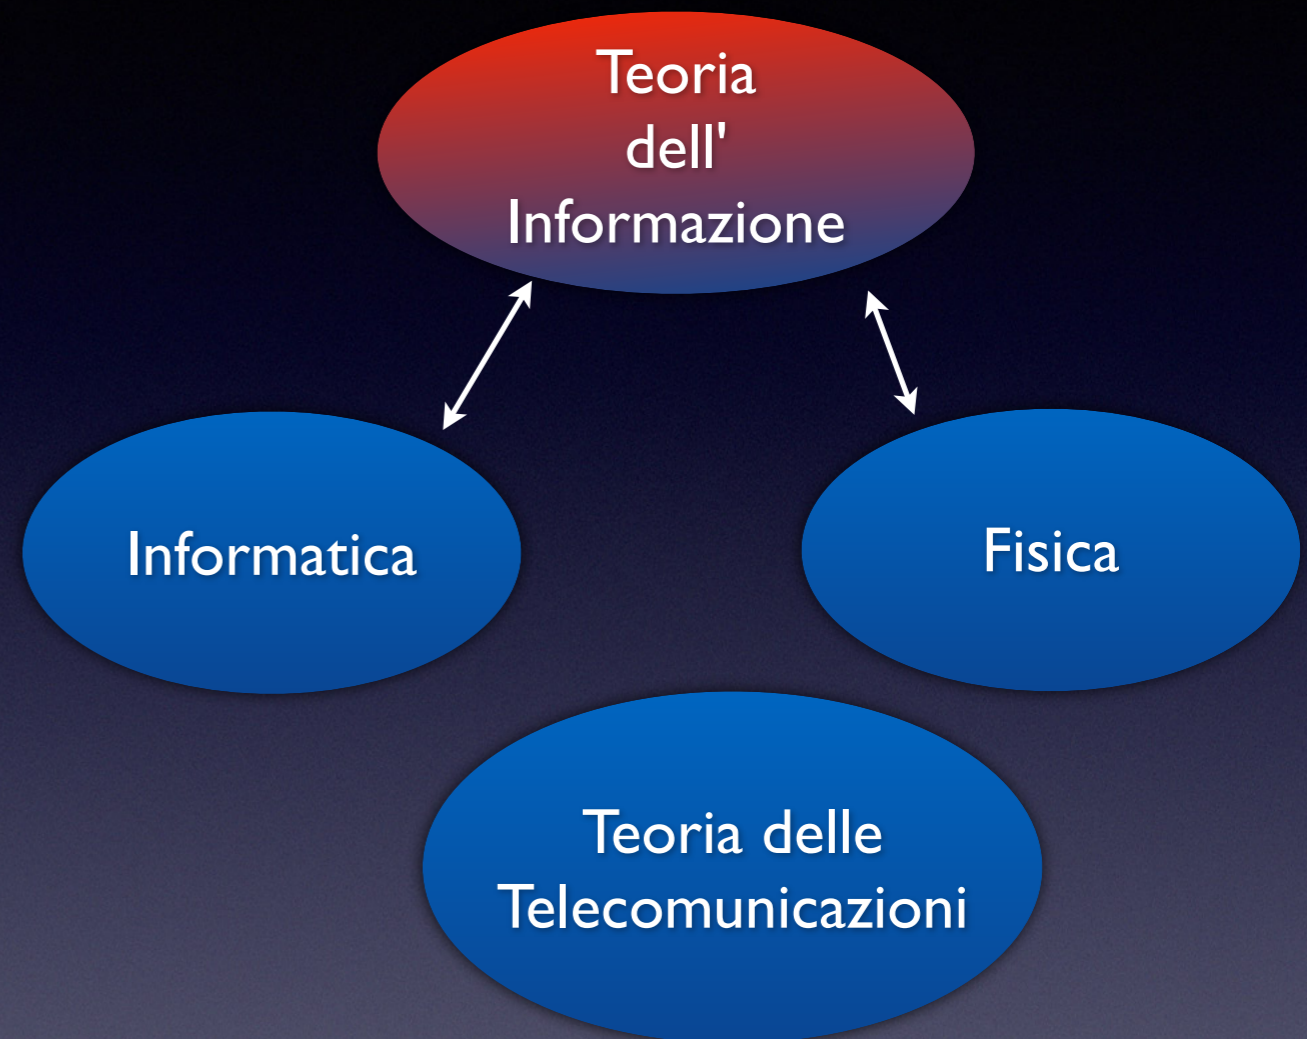 Teoria
dell'
Informazione
Informatica
Fisica
Teoria delle
Telecomunicazioni